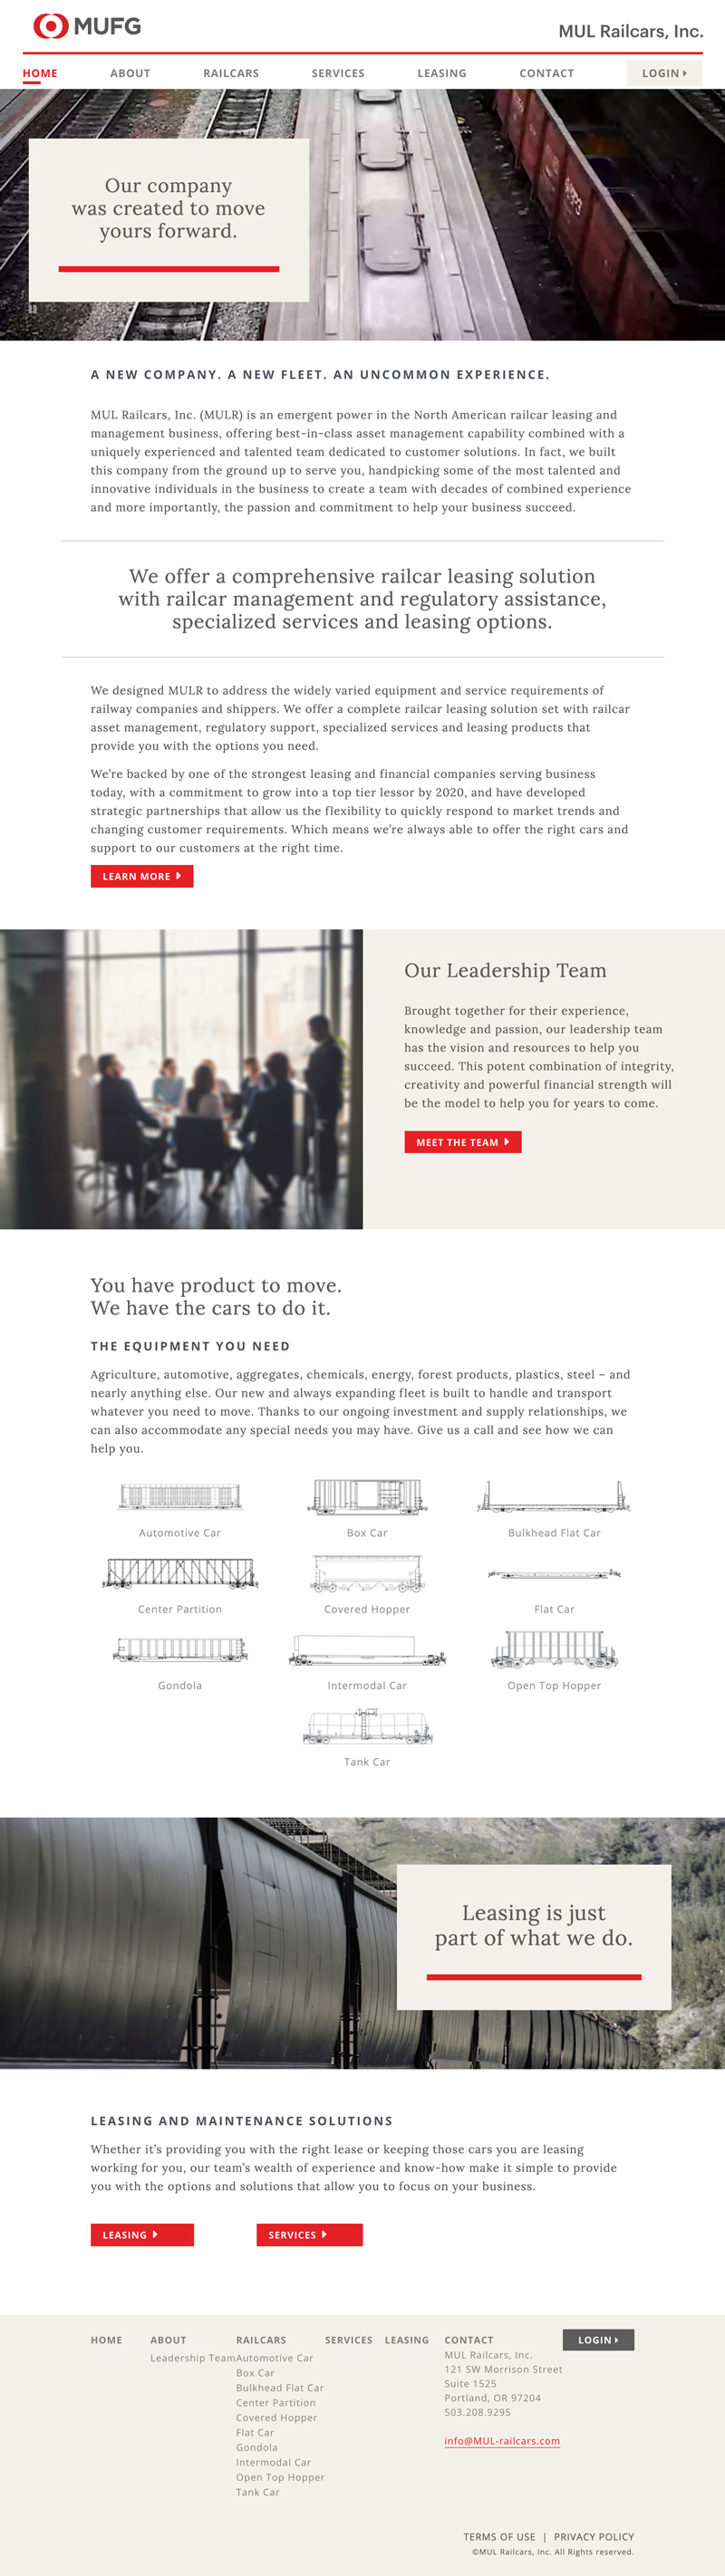 MUFG
MUL Railcars, Inc.
HOME ABOUT RAILCARS SERVICES LEASING CONTACT LOGIN
Our company
was created to move
yours forward.
A NEW COMPANY. A NEW FLEET. AN UNCOMMON EXPERIENCE.
MUL Railcars, Inc. (MULR) is an emergent power in the North American railcar leasing and
management business, offering best-in-class asset management capability combined with a
uniquely experienced and talented team dedicated to customer solutions. In fact, we built
this company from the ground up to serve you, handpicking some of the most talented and
innovative individuals in the business to create a team with decades of combined experience
and more importantly, the passion and commitment to help your business succeed.
We offer a comprehensive railcar leasing solution
with railcar management and regulatory assistance,
specialized services and leasing options.
We designed MULR to address the widely varied equipment and service requirements of
railway companies and shippers. We offer a complete railcar leasing solution set with railcar
asset management, regulatory support, specialized services and leasing products that
provide you with the options you need.
We're backed by one of the strongest leasing and financial companies serving business
today, with a commitment to grow into a top tier lessor by 2020, and have developed
strategic partnerships that allow us the flexibility to quickly respond to market trends and
changing customer requirements. Which means we're always able to offer the right cars and
support to our customers at the right time.
LEARN MORE
Our Leadership Team
Brought together for their experience,
knowledge and passion, our leadership team
has the vision and resources to help you
succeed. This potent combination of integrity,
creativity and powerful financial strength will
be the model to help you for years to come.
MEET THE TEAM
You have product to move.
We have the cars to do it.
THE EQUIPMENT YOU NEED
Agriculture, automotive, aggregates, chemicals, energy, forest products, plastics, steel – and
nearly anything else. Our new and always expanding fleet is built to handle and transport
whatever you need to move. Thanks to our ongoing investment and supply relationships, we
can also accommodate any special needs you may have. Give us a call and see how we can
help you.
Automotive Car Box Car Bulkhead Flat Car
Center Partition Covered Hopper Flat Car
Gondola Intermodal Car Open Top Hopper
Tank Car
Leasing is just
part of what we do.
LEASING AND MAINTENANCE SOLUTIONS
Whether it's providing you with the right lease or keeping those cars you are leasing
working for you, our team's wealth of experience and know-how make it simple to provide
you with the options and solutions that allow you to focus on your business.
LEASING SERVICES
HOME
ABOUT
Leadership Team
RAILCARS
Automotive Car
Box Car
Bulkhead Flat Car
Center Partition
Covered Hopper
Flat Car
Gondola
Intermodal Car
Open Top Hopper
Tank Car
SERVICES
LEASING
CONTACT
MUL Railcars, Inc.
121 SW Morrison Street
Suite 1525
Portland, OR 97204
503.208.9295
info@MUL-railcars.com
LOGIN
TERMS OF USE | PRIVACY POLICY
©MUL Railcars, Inc. All Rights reserved.